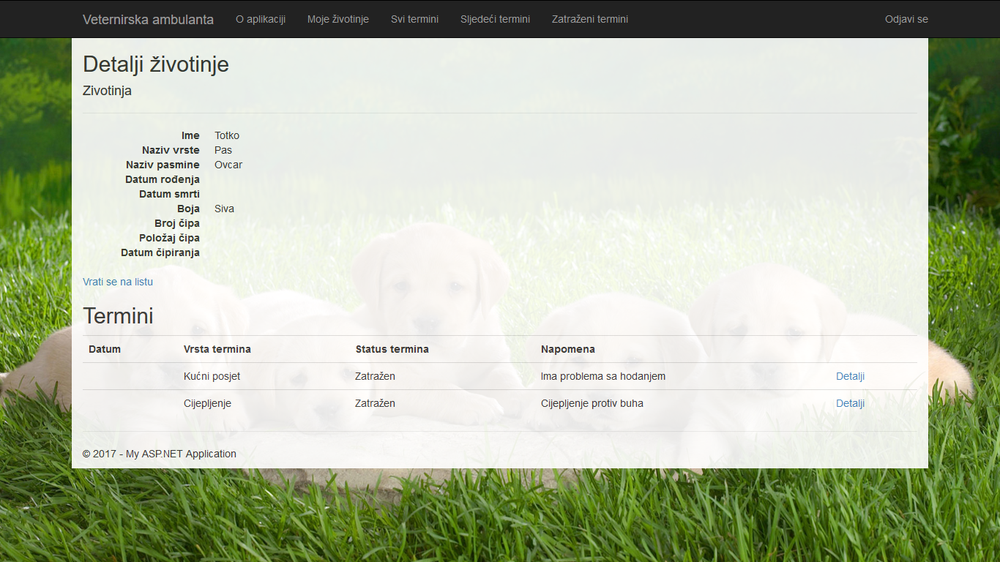 Veternirska ambulanta O aplikaciji Moje životinje Svi termini Sljedeći termini Zatraženi termini Odjavi se
Detalji životinje
Zivotinja
Ime Totko
Naziv vrste Pas
Naziv pasmine Ovcar
Datum rođenja
Datum smrti
Boja Siva
Broj čipa
Položaj čipa
Datum čipiranja
Vrati se na listu
Termini
Datum Vrsta termina Status termina Napomena
Kućni posjet Zatražen Ima problema sa hodanjem Detalji
Cijepljenje Zatražen Cijepljenje protiv buha Detalji
© 2017 - My ASP.NET Application